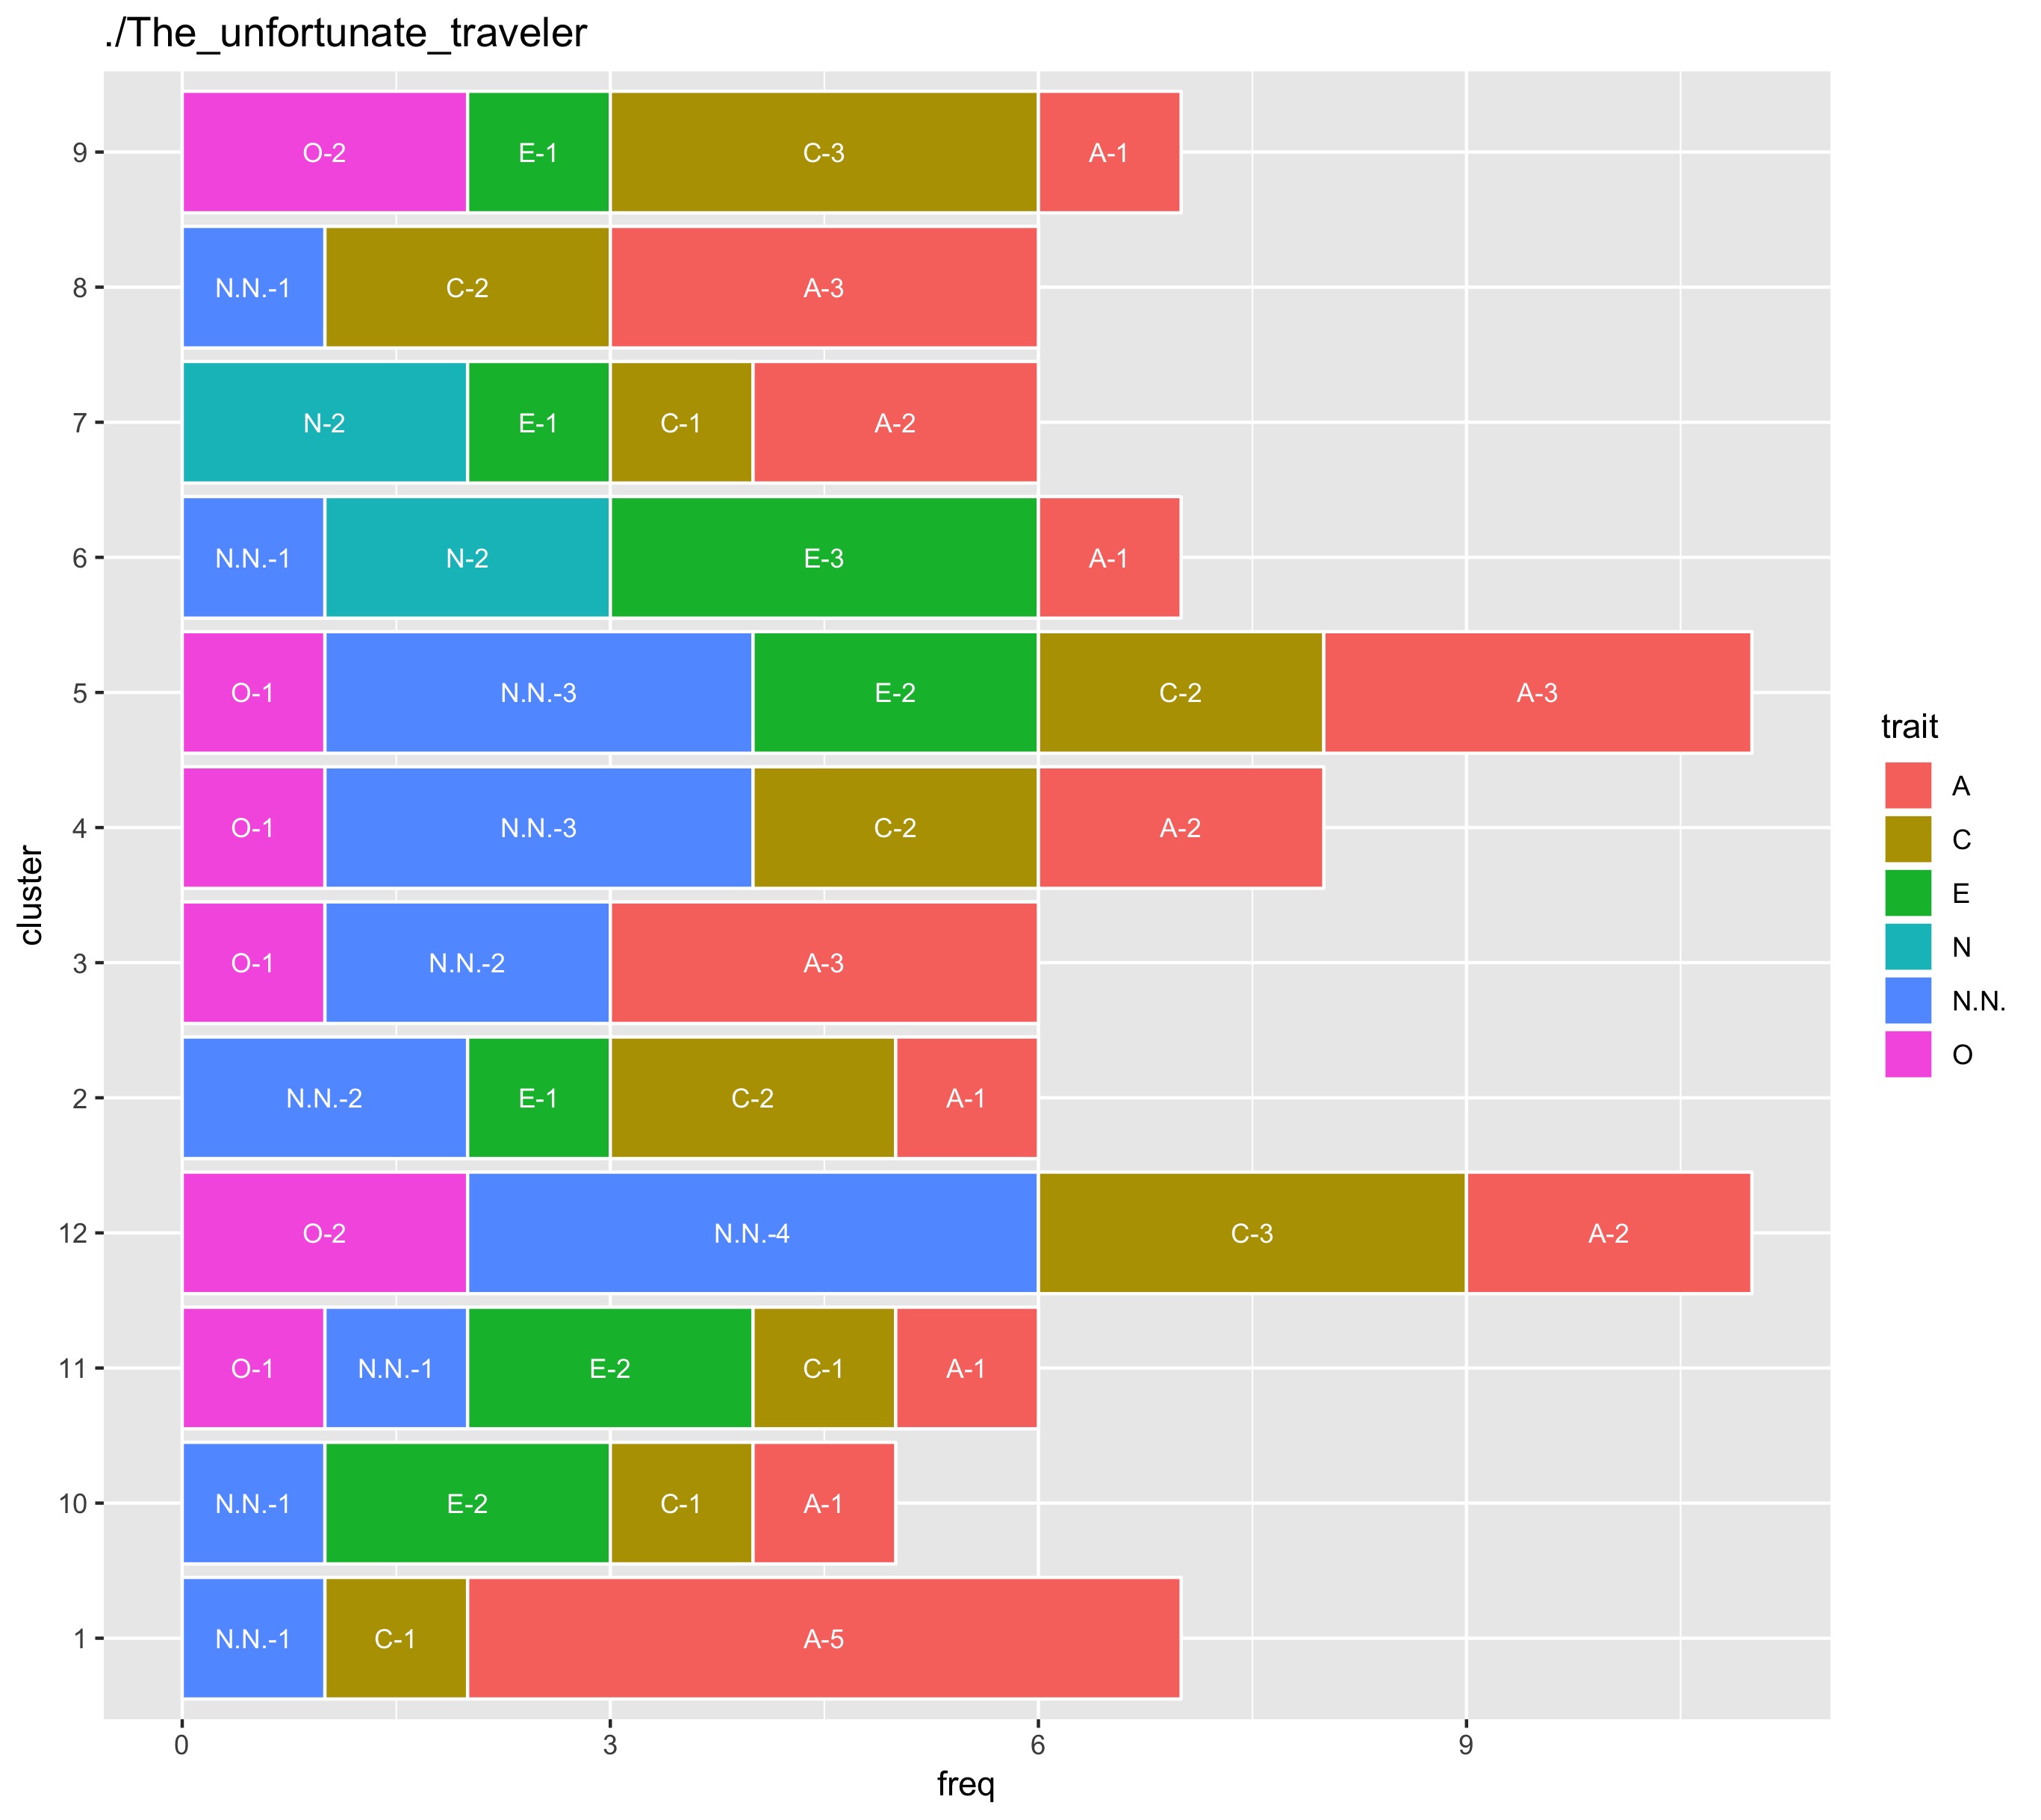 ./The_unfortunate_traveler
9 O-2 E-1 C-3 A-1
8 N.N.-1 C-2 A-3
7 N-2 E-1 C-1 A-2
6 N.N.-1 N-2 E-3 A-1
5 O-1 N.N.-3 E-2 C-2 A-3
4 O-1 N.N.-3 C-2 A-2
3 O-1 N.N.-2 A-3
2 N.N.-2 E-1 C-2 A-1
12 O-2 N.N.-4 C-3 A-2
11 O-1 N.N.-1 E-2 C-1 A-1
10 N.N.-1 E-2 C-1 A-1
1 N.N.-1 C-1 A-5
0 3 6 9
freq
cluster
trait
A
C
E
N
N.N.
O